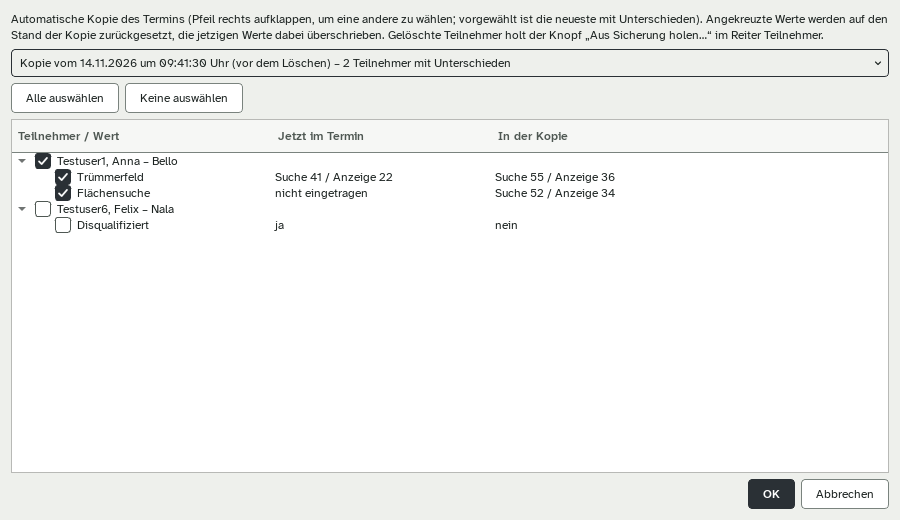 Automatische Kopie des Termins (Pfeil rechts aufklappen, um eine andere zu wählen; vorgewählt ist die neueste mit Unterschieden). Angekreuzte Werte werden auf den
Stand der Kopie zurückgesetzt, die jetzigen Werte dabei überschrieben. Gelöschte Teilnehmer holt der Knopf „Aus Sicherung holen…“ im Reiter Teilnehmer.
Kopie vom 14.11.2026 um 09:41:30 Uhr (vor dem Löschen) – 2 Teilnehmer mit Unterschieden
Alle auswählen Keine auswählen
Teilnehmer / Wert Jetzt im Termin In der Kopie
Testuser1, Anna – Bello
Trümmerfeld Suche 41 / Anzeige 22 Suche 55 / Anzeige 36
Flächensuche nicht eingetragen Suche 52 / Anzeige 34
Testuser6, Felix – Nala
Disqualifiziert ja nein
OK Abbrechen